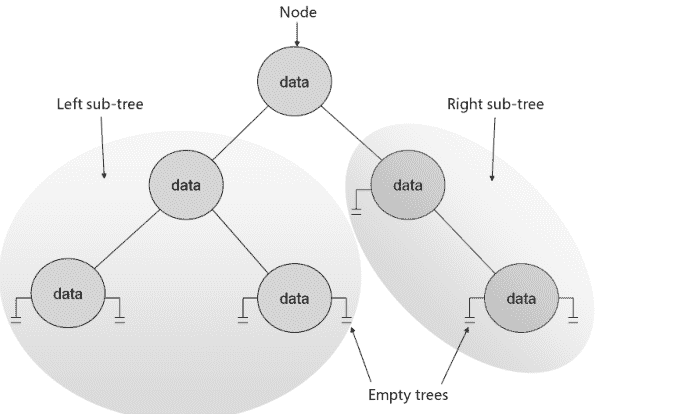 Node
data
Left sub-tree
Right sub-tree
data
data
data
data
data
Empty trees